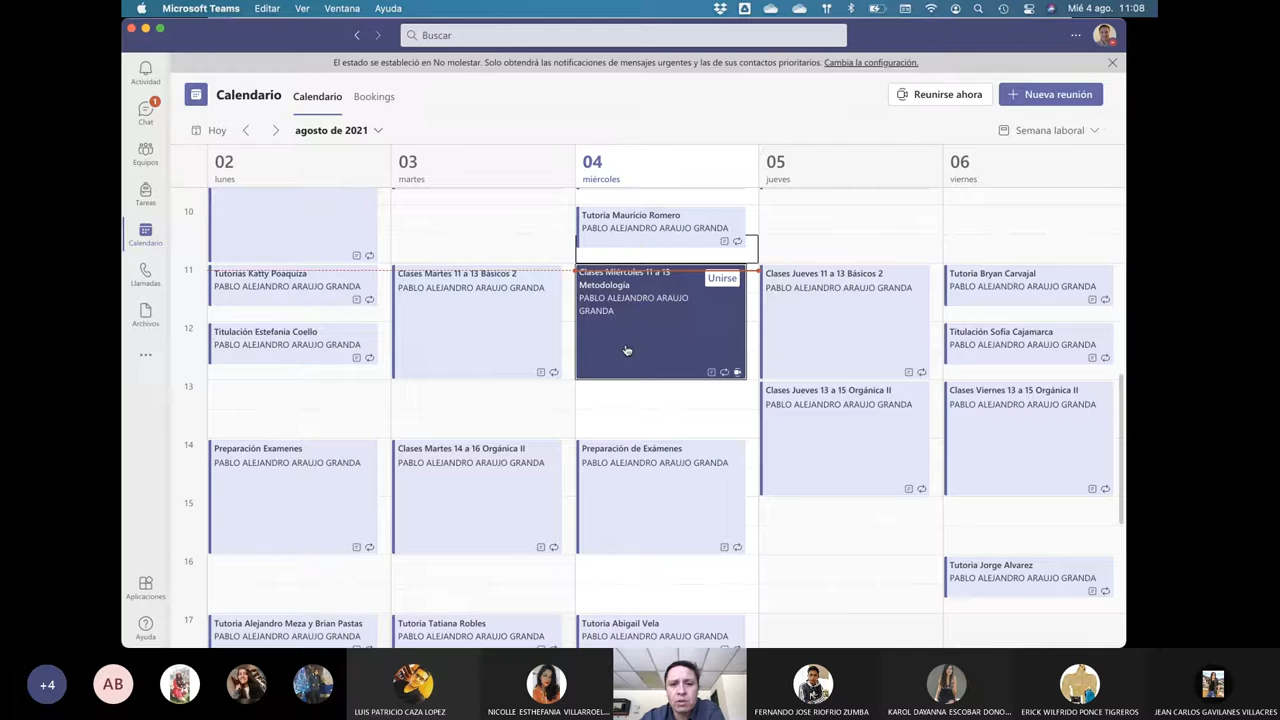 Microsoft Teams Editar Ver Ventana Ayuda
Mié 4 ago. 11:08
Buscar
El estado se estableció en No molestar. Solo obtendrá las notificaciones de mensajes urgentes y las de sus contactos prioritarios. Cambia la configuración.
Actividad
Chat
1
Equipos
Tareas
Calendario
Llamadas
Archivos
Aplicaciones
Ayuda
Calendario Calendario Bookings
Reunirse ahora
Nueva reunión
Hoy
agosto de 2021
Semana laboral
02 03 04 05 06
lunes martes miércoles jueves viernes
10
Tutoria Mauricio Romero
PABLO ALEJANDRO ARAUJO GRANDA
11
Tutorías Katty Poaquiza
PABLO ALEJANDRO ARAUJO GRANDA
Clases Martes 11 a 13 Básicos 2
PABLO ALEJANDRO ARAUJO GRANDA
Clases Miércoles 11 a 13
Metodología
PABLO ALEJANDRO ARAUJO
GRANDA
Unirse
Clases Jueves 11 a 13 Básicos 2
PABLO ALEJANDRO ARAUJO GRANDA
Tutoria Bryan Carvajal
PABLO ALEJANDRO ARAUJO GRANDA
12
Titulación Estefania Coello
PABLO ALEJANDRO ARAUJO GRANDA
Titulación Sofía Cajamarca
PABLO ALEJANDRO ARAUJO GRANDA
13
Clases Jueves 13 a 15 Orgánica II
PABLO ALEJANDRO ARAUJO GRANDA
Clases Viernes 13 a 15 Orgánica II
PABLO ALEJANDRO ARAUJO GRANDA
14
Preparación Examenes
PABLO ALEJANDRO ARAUJO GRANDA
Clases Martes 14 a 16 Orgánica II
PABLO ALEJANDRO ARAUJO GRANDA
Preparación de Exámenes
PABLO ALEJANDRO ARAUJO GRANDA
15
16
Tutoria Jorge Alvarez
PABLO ALEJANDRO ARAUJO GRANDA
17
Tutoria Alejandro Meza y Brian Pastas
PABLO ALEJANDRO ARAUJO GRANDA
Tutoria Tatiana Robles
PABLO ALEJANDRO ARAUJO GRANDA
Tutoria Abigail Vela
PABLO ALEJANDRO ARAUJO GRANDA
+4
AB
LUIS PATRICIO CAZA LOPEZ
NICOLLE ESTHEFANIA VILLARROEL...
FERNANDO JOSE RIOFRIO ZUMBA
KAROL DAYANNA ESCOBAR DONO...
ERICK WILFRIDO PONCE TIGREROS
JEAN CARLOS GAVILANES VILLARES